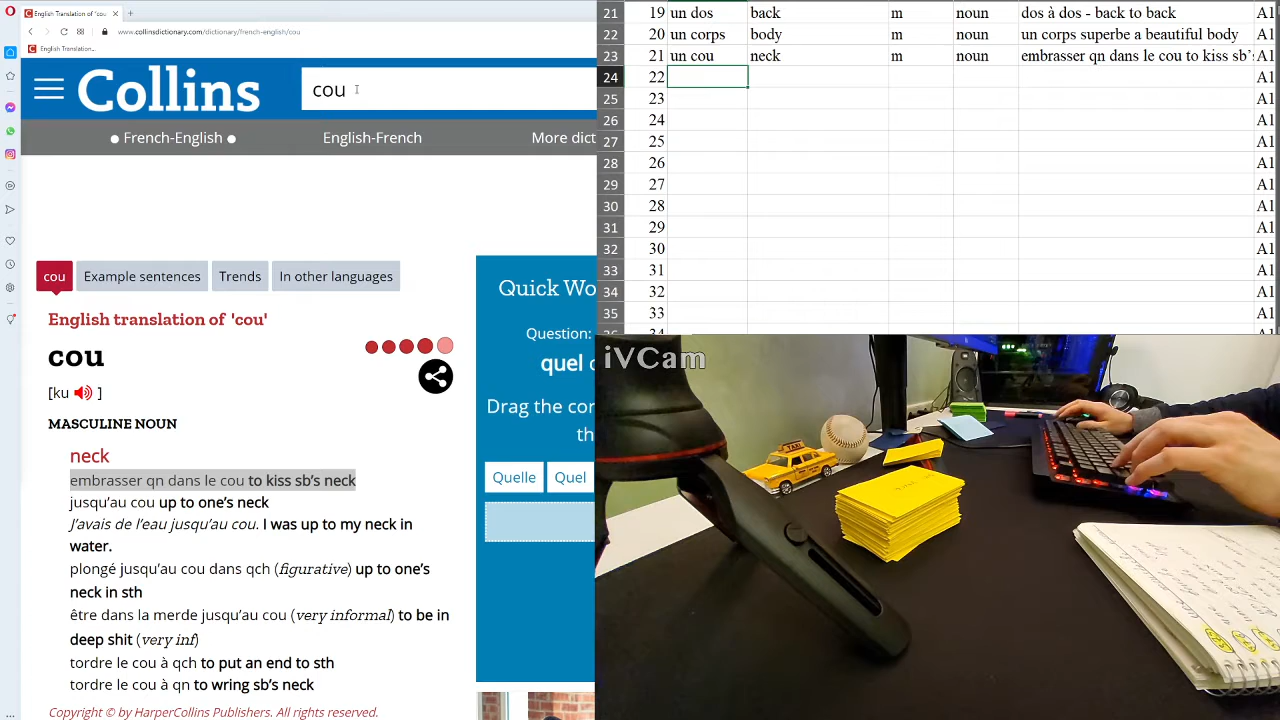 English Translation of "cou"
www.collinsdictionary.com/dictionary/french-english/cou
English Translation...
Collins
cou
French-English
English-French
More dict
cou
Example sentences
Trends
In other languages
English translation of 'cou'
cou
[ku ]
MASCULINE NOUN
neck
embrasser qn dans le cou to kiss sb's neck
jusqu'au cou up to one's neck
J'avais de l'eau jusqu'au cou. I was up to my neck in
water.
plongé jusqu'au cou dans qch (figurative) up to one's
neck in sth
être dans la merde jusqu'au cou (very informal) to be in
deep shit (very inf)
tordre le cou à qch to put an end to sth
tordre le cou à qn to wring sb's neck
Copyright © by HarperCollins Publishers. All rights reserved.
Quick Wo
Question:
quel
Drag the cor
th
Quelle
Quel
21 19 un dos back m noun dos à dos - back to back A1
22 20 un corps body m noun un corps superbe a beautiful body A1
23 21 un cou neck m noun embrasser qn dans le cou to kiss sb's A1
24 22 A1
25 23 A1
26 24 A1
27 25 A1
28 26 A1
29 27 A1
30 28 A1
31 29 A1
32 30 A1
33 31 A1
34 32 A1
35 33 A1
36 34 A1
iVCam
TAXI